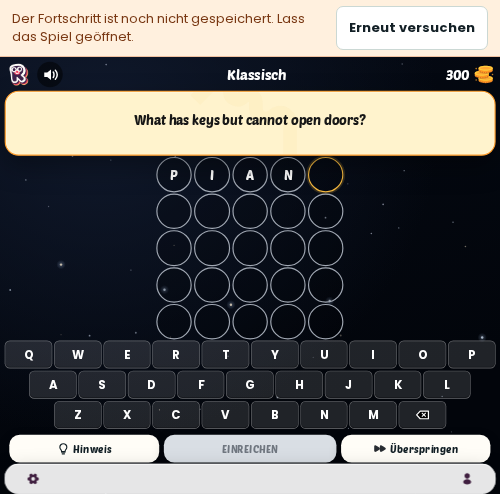 Der Fortschritt ist noch nicht gespeichert. Lass
das Spiel geöffnet.
Erneut versuchen
Klassisch
300
What has keys but cannot open doors?
P I A N
Q W E R T Y U I O P
A S D F G H J K L
Z X C V B N M
Hinweis
EINREICHEN
Überspringen